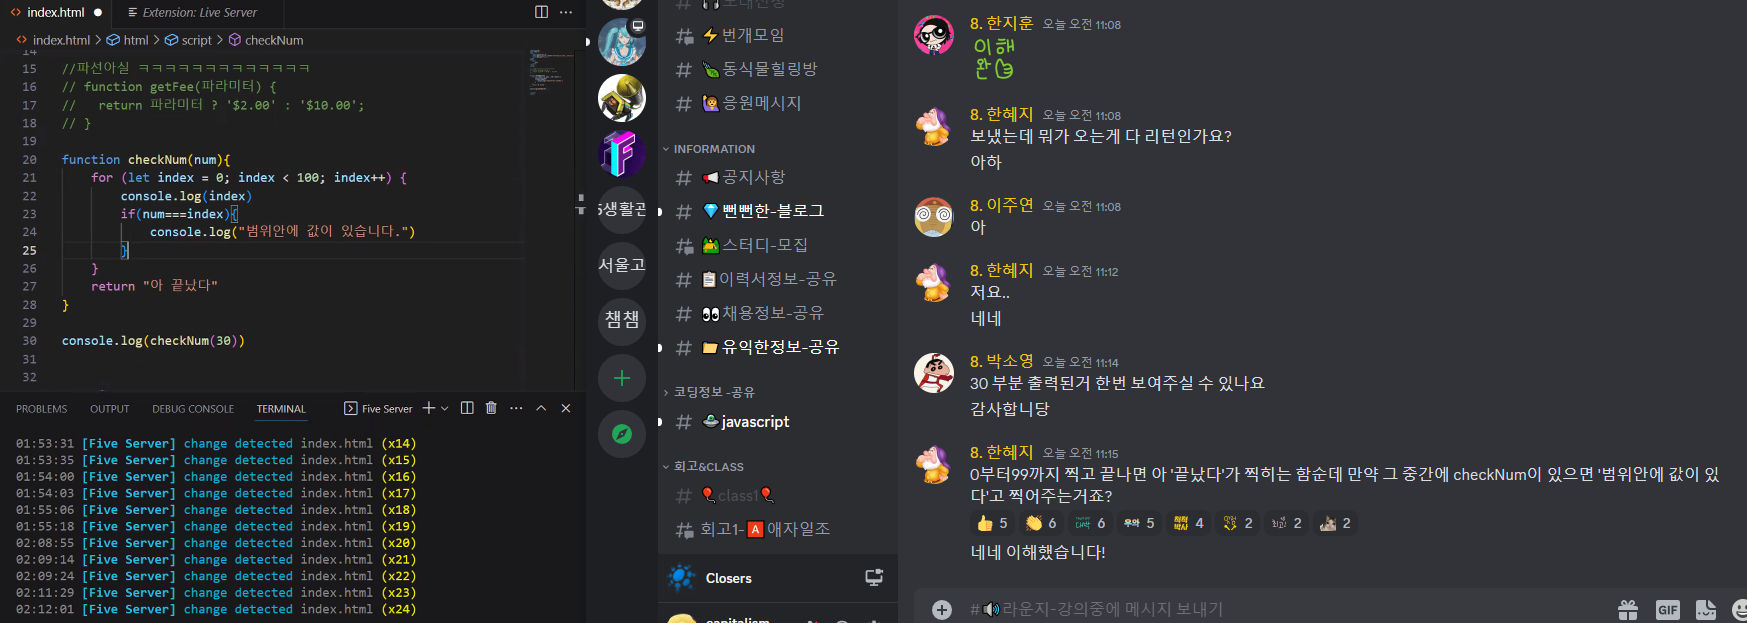 index.html
Extension: Live Server
index.html > html > script > checkNum
14
15 //파선아실 ㅋㅋㅋㅋㅋㅋㅋㅋㅋㅋㅋㅋㅋ
16 // function getFee(파라미터) {
17 //   return 파라미터 ? '$2.00' : '$10.00';
18 // }
19
20 function checkNum(num){
21     for (let index = 0; index < 100; index++) {
22         console.log(index)
23         if(num===index){
24             console.log("범위안에 값이 있습니다.")
25         }
26     }
27     return "아 끝났다"
28 }
29
30 console.log(checkNum(30))
31
32
PROBLEMS OUTPUT DEBUG CONSOLE TERMINAL Five Server
01:53:31 [Five Server] change detected index.html (x14)
01:53:35 [Five Server] change detected index.html (x15)
01:54:00 [Five Server] change detected index.html (x16)
01:54:03 [Five Server] change detected index.html (x17)
01:55:06 [Five Server] change detected index.html (x18)
01:55:18 [Five Server] change detected index.html (x19)
02:08:55 [Five Server] change detected index.html (x20)
02:09:14 [Five Server] change detected index.html (x21)
02:09:24 [Five Server] change detected index.html (x22)
02:11:29 [Five Server] change detected index.html (x23)
02:12:01 [Five Server] change detected index.html (x24)
5생활관
서울고
챔챔
# ⚡번개모임
# 동식물힐링방
# 🙋응원메시지
INFORMATION
# 📢공지사항
# 💎뻔뻔한-블로그
# 스터디-모집
# 📋이력서정보-공유
# 👀채용정보-공유
# 📁유익한정보-공유
코딩정보 -공유
# 🛸javascript
회고&CLASS
# 🎈class1🎈
# 회고1-🅰애자일조
Closers
capitalism
8. 한지훈 오늘 오전 11:08
이해
완
8. 한혜지 오늘 오전 11:08
보냈는데 뭐가 오는게 다 리턴인가요?
아하
8. 이주연 오늘 오전 11:08
아
8. 한혜지 오늘 오전 11:12
저요..
네네
8. 박소영 오늘 오전 11:14
30 부분 출력된거 한번 보여주실 수 있나요
감사합니당
8. 한혜지 오늘 오전 11:15
0부터99까지 찍고 끝나면 아 '끝났다'가 찍히는 함순데 만약 그 중간에 checkNum이 있으면 '범위안에 값이 있
다'고 찍어주는거죠?
👍 5 👏 6 6 5 4 2 2 2
네네 이해했습니다!
#🔊라운지-강의중에 메시지 보내기
GIF